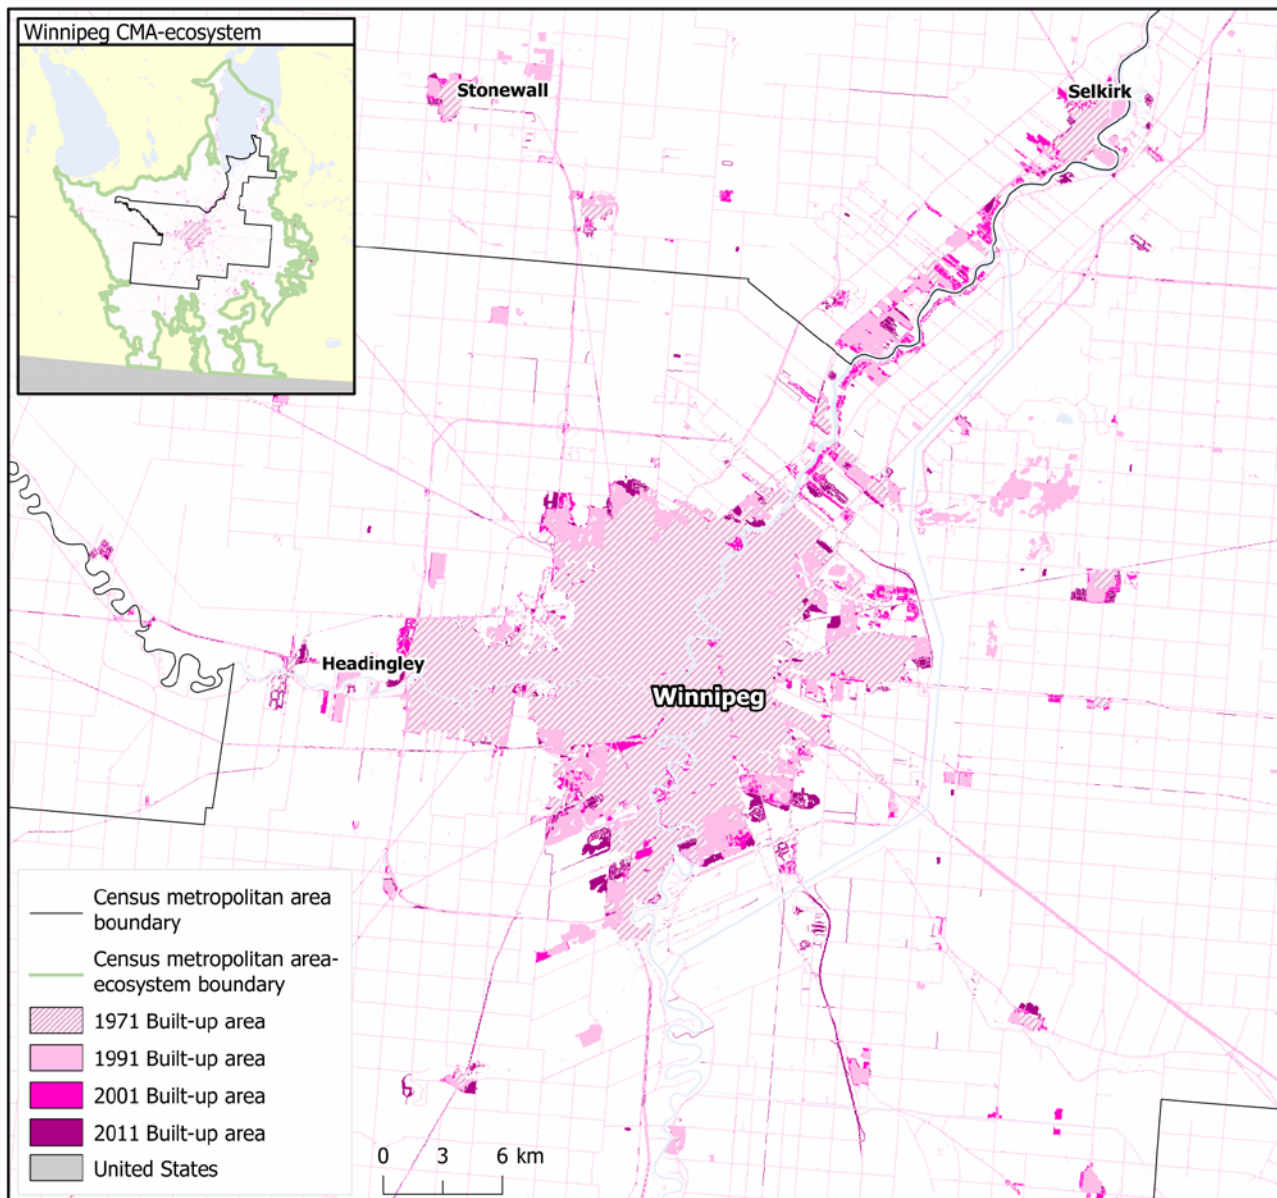 Winnipeg CMA-ecosystem
Stonewall
Selkirk
Headingley
Winnipeg
Census metropolitan area
boundary
Census metropolitan area-
ecosystem boundary
1971 Built-up area
1991 Built-up area
2001 Built-up area
2011 Built-up area
United States
0 3 6 km